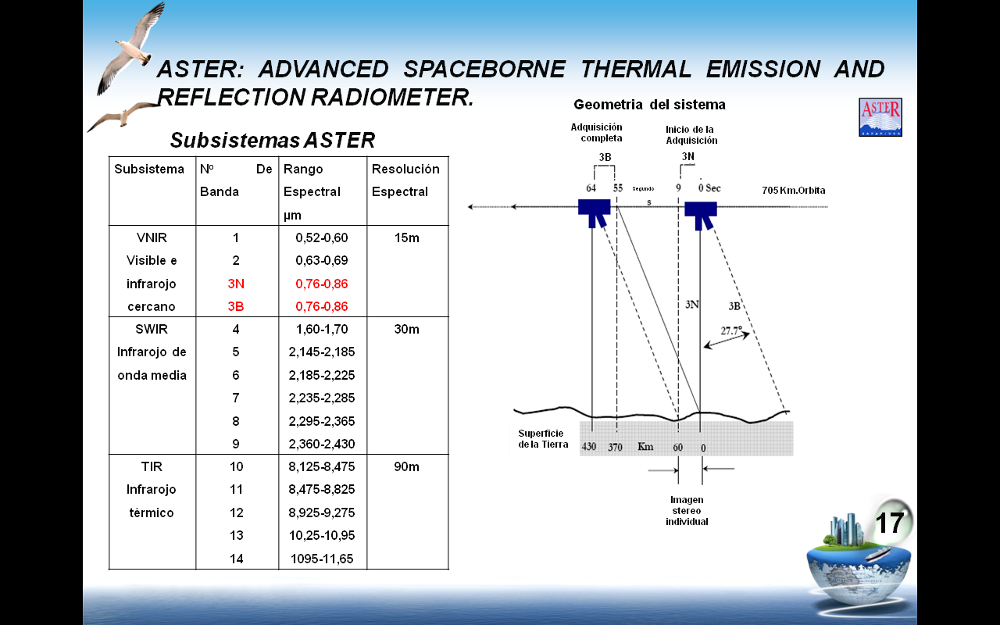 ASTER: ADVANCED SPACEBORNE THERMAL EMISSION AND
REFLECTION RADIOMETER.
Subsistemas ASTER
Subsistema Nº De Rango Resolución
Banda Espectral Espectral
µm
VNIR 1 0,52-0,60 15m
Visible e 2 0,63-0,69
infrarojo 3N 0,76-0,86
cercano 3B 0,76-0,86
SWIR 4 1,60-1,70 30m
Infrarojo de 5 2,145-2,185
onda media 6 2,185-2,225
7 2,235-2,285
8 2,295-2,365
9 2,360-2,430
TIR 10 8,125-8,475 90m
Infrarojo 11 8,475-8,825
térmico 12 8,925-9,275
13 10,25-10,95
14 1095-11,65
Geometria del sistema
ASTER
Adquisición
completa
Inicio de la
Adquisición
3B 3N
64 55 Segundo 9 0 Sec 705 Km.Orbita
s
3N 3B
27.7°
Superficie
de la Tierra
430 370 Km 60 0
Imagen
stereo
individual
17